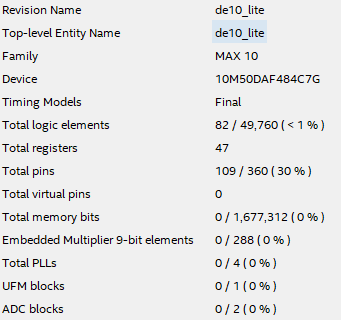 Revision Name de10_lite
Top-level Entity Name de10_lite
Family MAX 10
Device 10M50DAF484C7G
Timing Models Final
Total logic elements 82 / 49,760 ( < 1 % )
Total registers 47
Total pins 109 / 360 ( 30 % )
Total virtual pins 0
Total memory bits 0 / 1,677,312 ( 0 % )
Embedded Multiplier 9-bit elements 0 / 288 ( 0 % )
Total PLLs 0 / 4 ( 0 % )
UFM blocks 0 / 1 ( 0 % )
ADC blocks 0 / 2 ( 0 % )